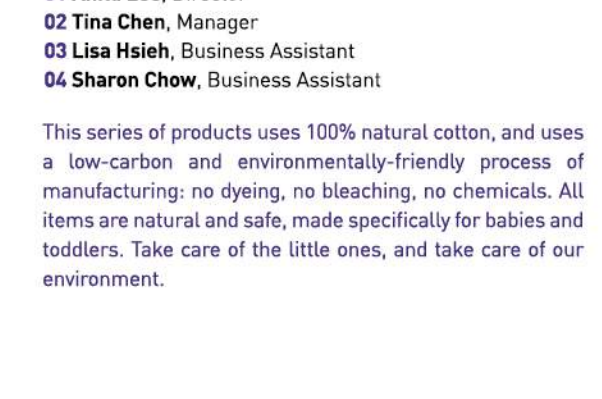 02 Tina Chen, Manager
03 Lisa Hsieh, Business Assistant
04 Sharon Chow, Business Assistant
This series of products uses 100% natural cotton, and uses
a low-carbon and environmentally-friendly process of
manufacturing: no dyeing, no bleaching, no chemicals. All
items are natural and safe, made specifically for babies and
toddlers. Take care of the little ones, and take care of our
environment.